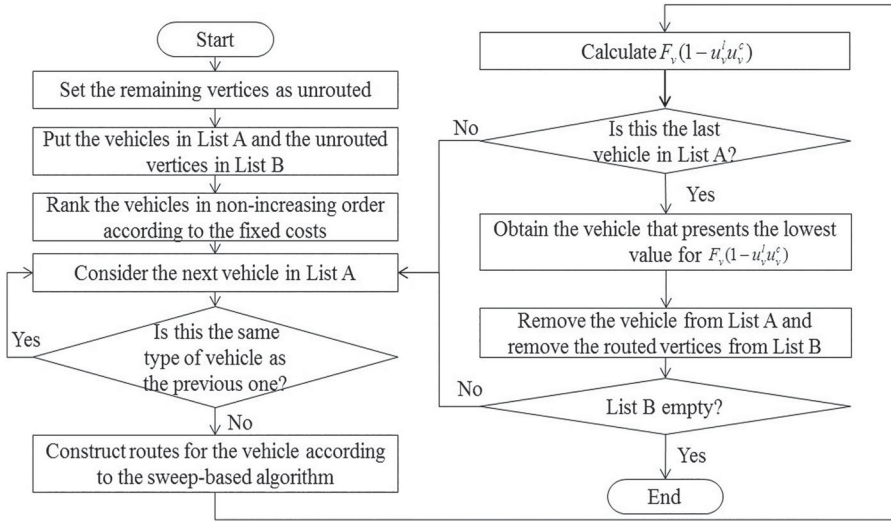 Start
Set the remaining vertices as unrouted
Put the vehicles in List A and the unrouted
vertices in List B
Rank the vehicles in non-increasing order
according to the fixed costs
Consider the next vehicle in List A
Yes
Is this the same
type of vehicle as
the previous one?
No
Construct routes for the vehicle according
to the sweep-based algorithm
Calculate $F_v(1-u_v^l u_v^c)$
No
Is this the last
vehicle in List A?
Yes
Obtain the vehicle that presents the lowest
value for $F_v(1-u_v^l u_v^c)$
Remove the vehicle from List A and
remove the routed vertices from List B
No
List B empty?
Yes
End